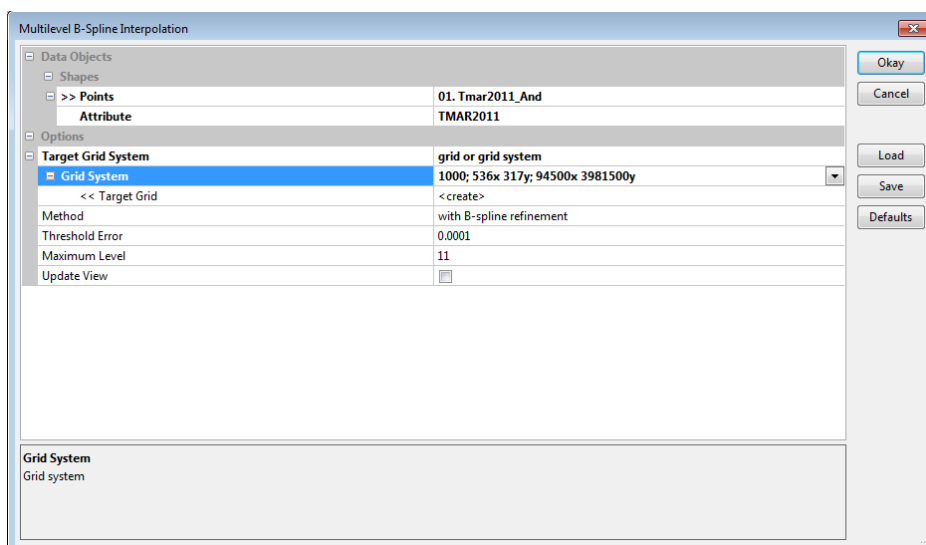 Multilevel B-Spline Interpolation
Data Objects
Shapes
>> Points 01. Tmar2011_And
Attribute TMAR2011
Options
Target Grid System grid or grid system
Grid System 1000; 536x 317y; 94500x 3981500y
<< Target Grid <create>
Method with B-spline refinement
Threshold Error 0.0001
Maximum Level 11
Update View
Okay
Cancel
Load
Save
Defaults
Grid System
Grid system